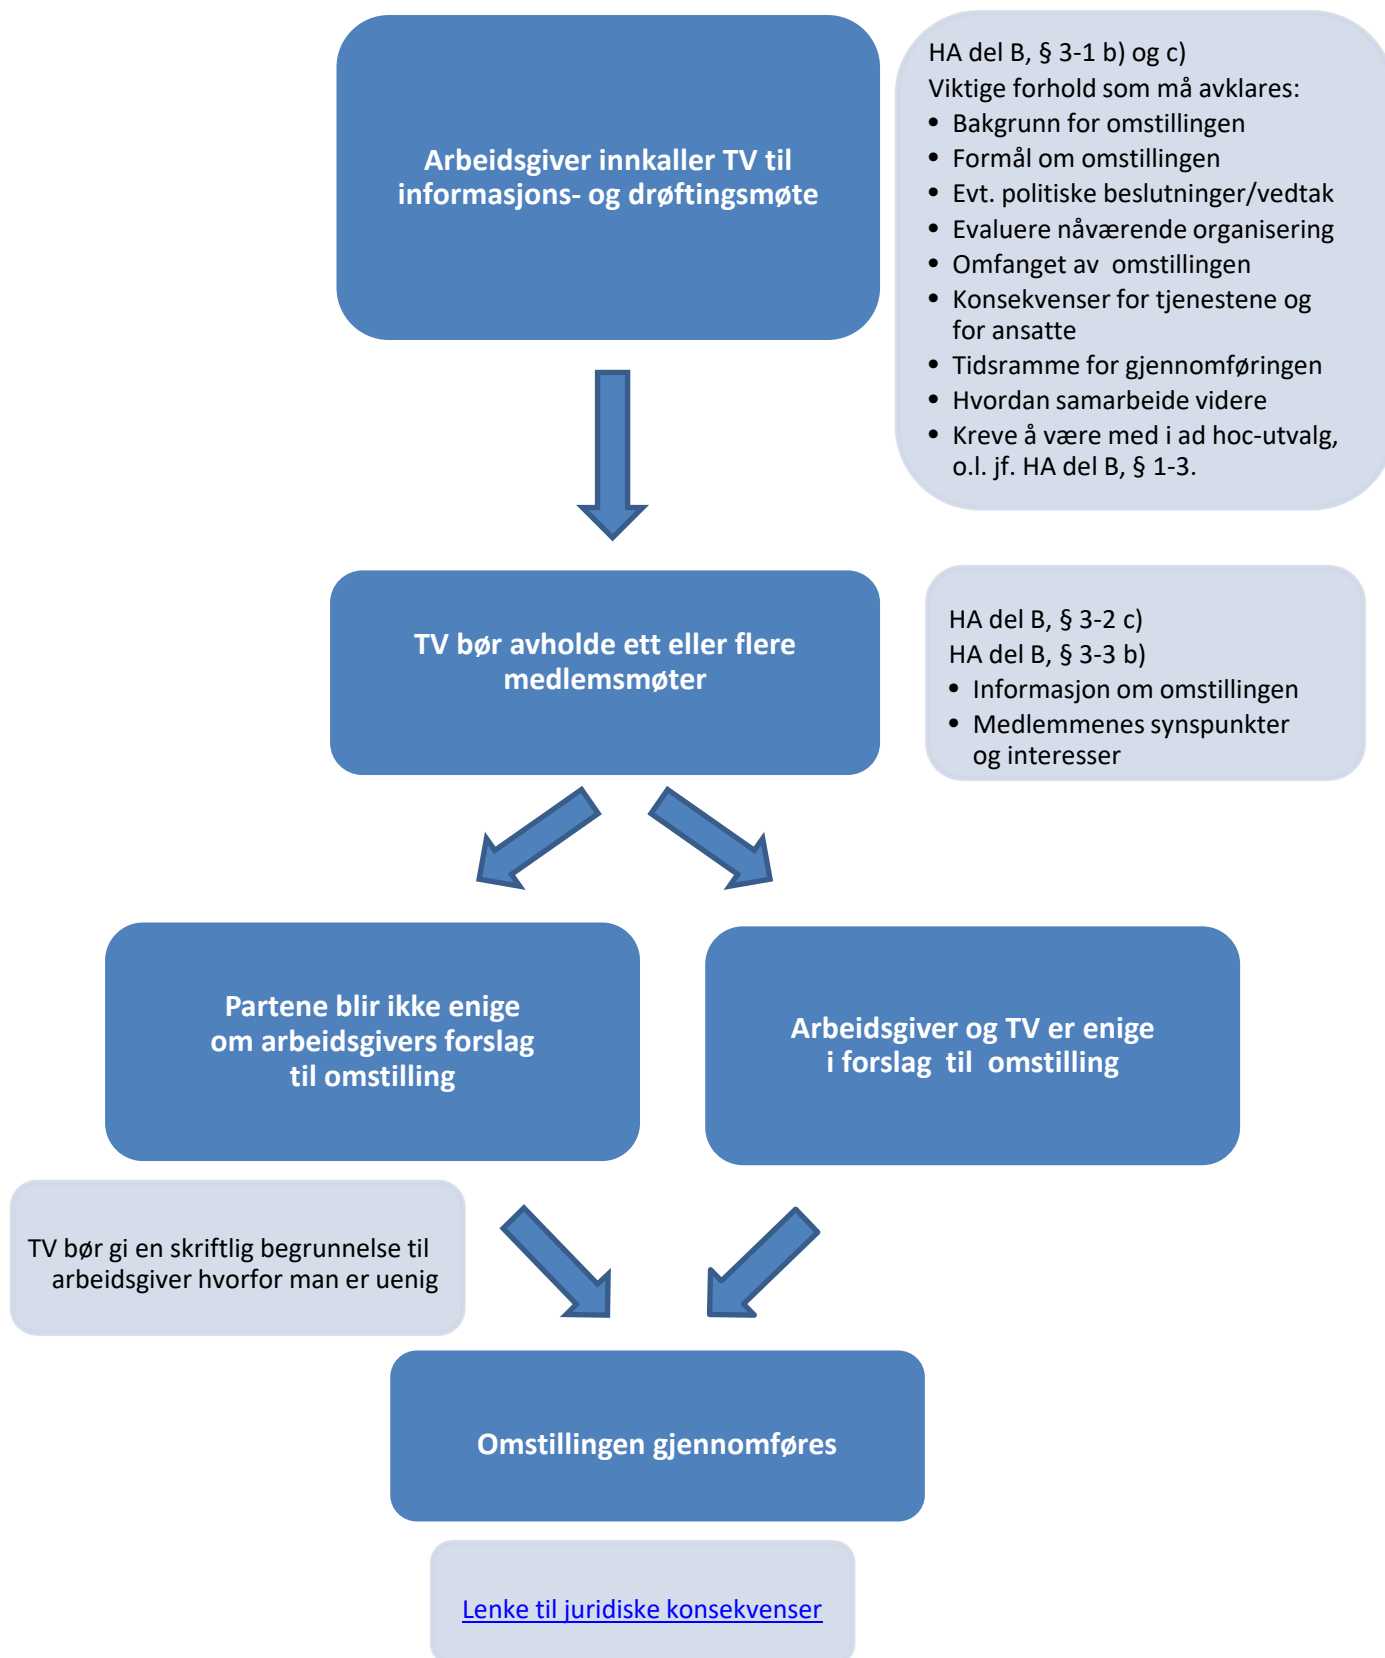 Arbeidsgiver innkaller TV til
informasjons- og drøftingsmøte
HA del B, § 3-1 b) og c)
Viktige forhold som må avklares:
• Bakgrunn for omstillingen
• Formål om omstillingen
• Evt. politiske beslutninger/vedtak
• Evaluere nåværende organisering
• Omfanget av  omstillingen
• Konsekvenser for tjenestene og
for ansatte
• Tidsramme for gjennomføringen
• Hvordan samarbeide videre
• Kreve å være med i ad hoc-utvalg,
o.l. jf. HA del B, § 1-3.
TV bør avholde ett eller flere
medlemsmøter
HA del B, § 3-2 c)
HA del B, § 3-3 b)
• Informasjon om omstillingen
• Medlemmenes synspunkter
og interesser
Partene blir ikke enige
om arbeidsgivers forslag
til omstilling
Arbeidsgiver og TV er enige
i forslag  til  omstilling
TV bør gi en skriftlig begrunnelse til
arbeidsgiver hvorfor man er uenig
Omstillingen gjennomføres
Lenke til juridiske konsekvenser